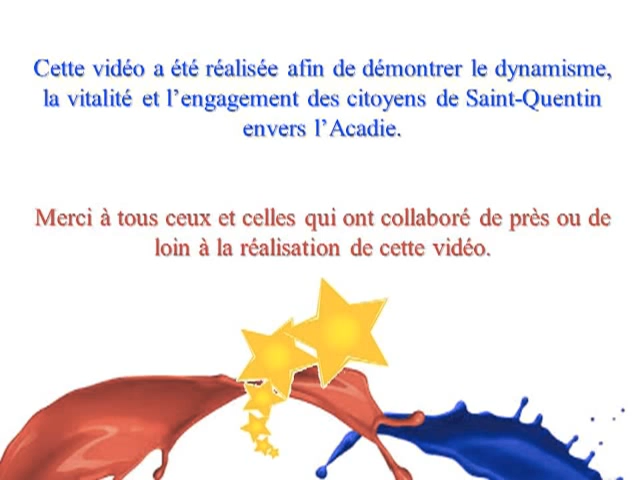 Cette vidéo a été réalisée afin de démontrer le dynamisme,
la vitalité et l’engagement des citoyens de Saint-Quentin
envers l’Acadie.
Merci à tous ceux et celles qui ont collaboré de près ou de
loin à la réalisation de cette vidéo.